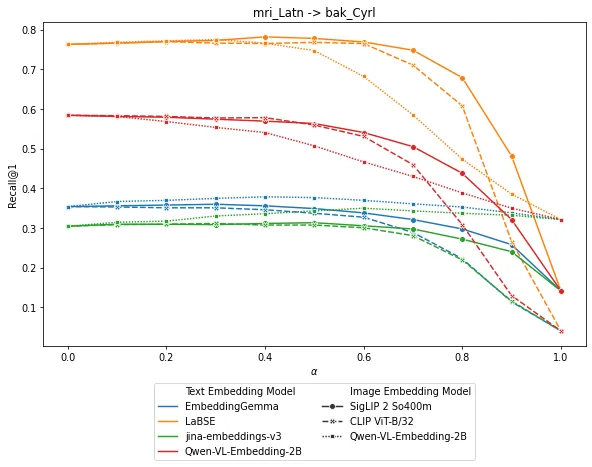 mri_Latn -> bak_Cyrl
Recall@1
0.8
0.7
0.6
0.5
0.4
0.3
0.2
0.1
0.0 0.2 0.4 0.6 0.8 1.0
α
Text Embedding Model
EmbeddingGemma
LaBSE
jina-embeddings-v3
Qwen-VL-Embedding-2B
Image Embedding Model
SigLIP 2 So400m
CLIP ViT-B/32
Qwen-VL-Embedding-2B